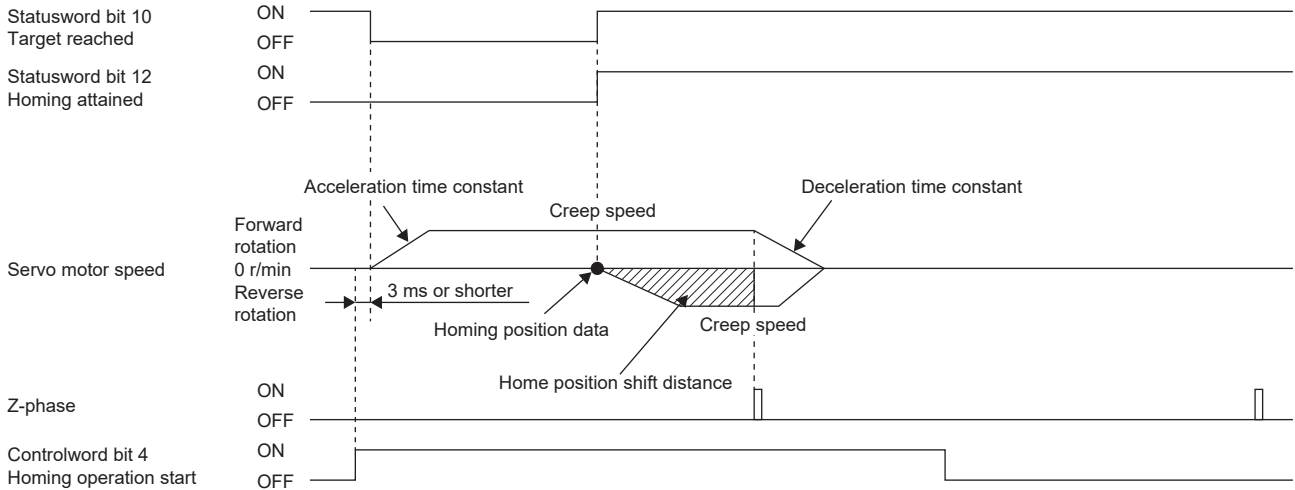 Statusword bit 10
Target reached
ON
OFF
Statusword bit 12
Homing attained
ON
OFF
Acceleration time constant
Deceleration time constant
Creep speed
Forward
rotation
Servo motor speed
0 r/min
Reverse
rotation
3 ms or shorter
Homing position data
Creep speed
Home position shift distance
Z-phase
ON
OFF
Controlword bit 4
Homing operation start
ON
OFF